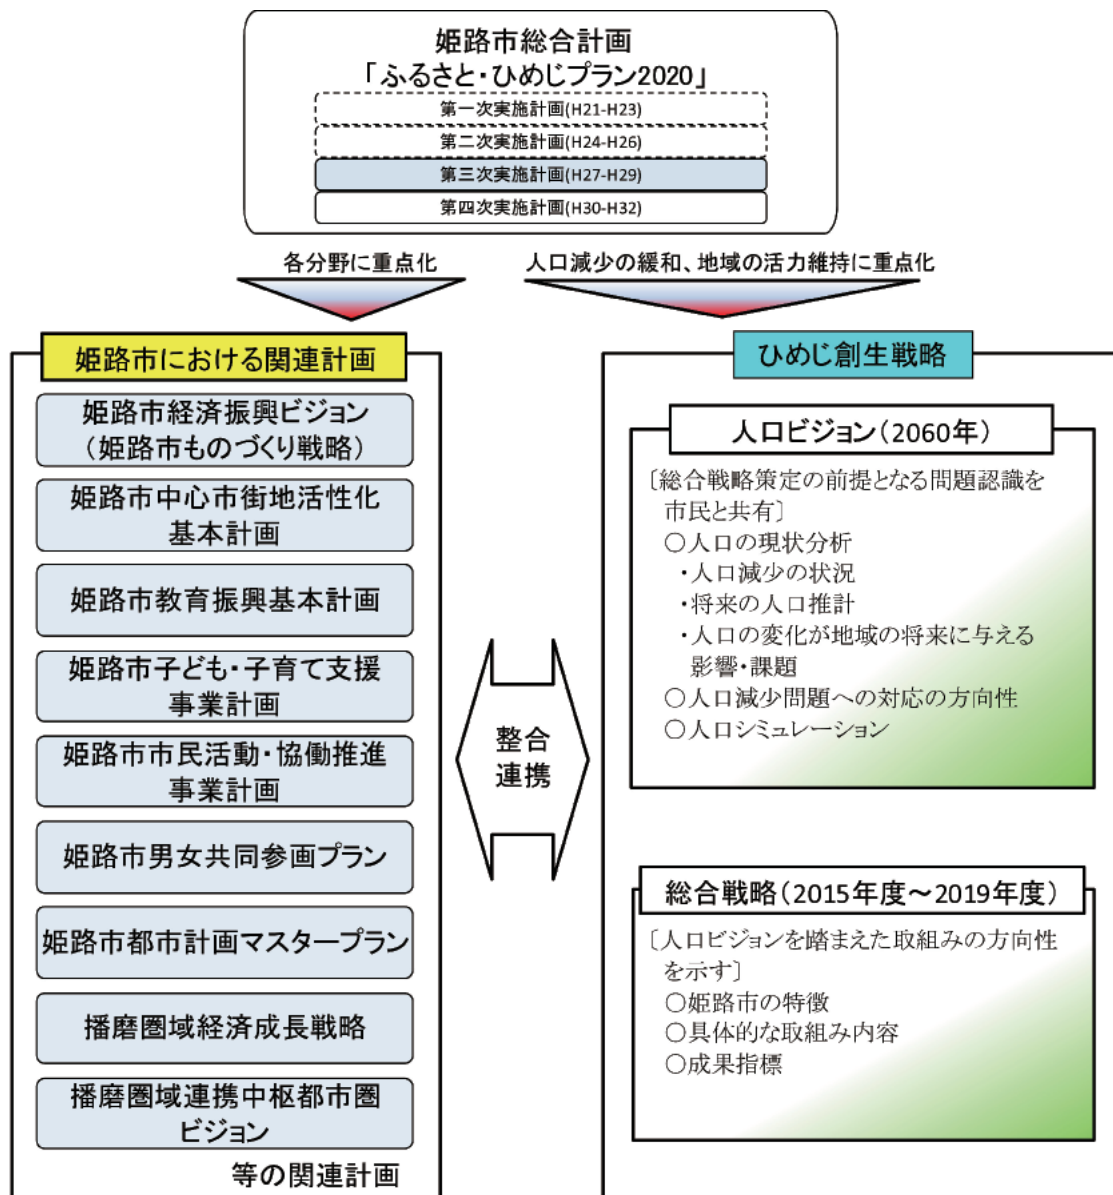 姫路市総合計画
「ふるさと・ひめじプラン2020」
第一次実施計画(H21-H23)
第二次実施計画(H24-H26)
第三次実施計画(H27-H29)
第四次実施計画(H30-H32)
各分野に重点化
人口減少の緩和、地域の活力維持に重点化
姫路市における関連計画
姫路市経済振興ビジョン
（姫路市ものづくり戦略）
姫路市中心市街地活性化
基本計画
姫路市教育振興基本計画
姫路市子ども・子育て支援
事業計画
姫路市市民活動・協働推進
事業計画
姫路市男女共同参画プラン
姫路市都市計画マスタープラン
播磨圏域経済成長戦略
播磨圏域連携中枢都市圏
ビジョン
等の関連計画
整合
連携
ひめじ創生戦略
人口ビジョン（2060年）
〔総合戦略策定の前提となる問題認識を
市民と共有〕
○人口の現状分析
・人口減少の状況
・将来の人口推計
・人口の変化が地域の将来に与える
影響・課題
○人口減少問題への対応の方向性
○人口シミュレーション
総合戦略（2015年度～2019年度）
〔人口ビジョンを踏まえた取組みの方向性
を示す〕
○姫路市の特徴
○具体的な取組み内容
○成果指標